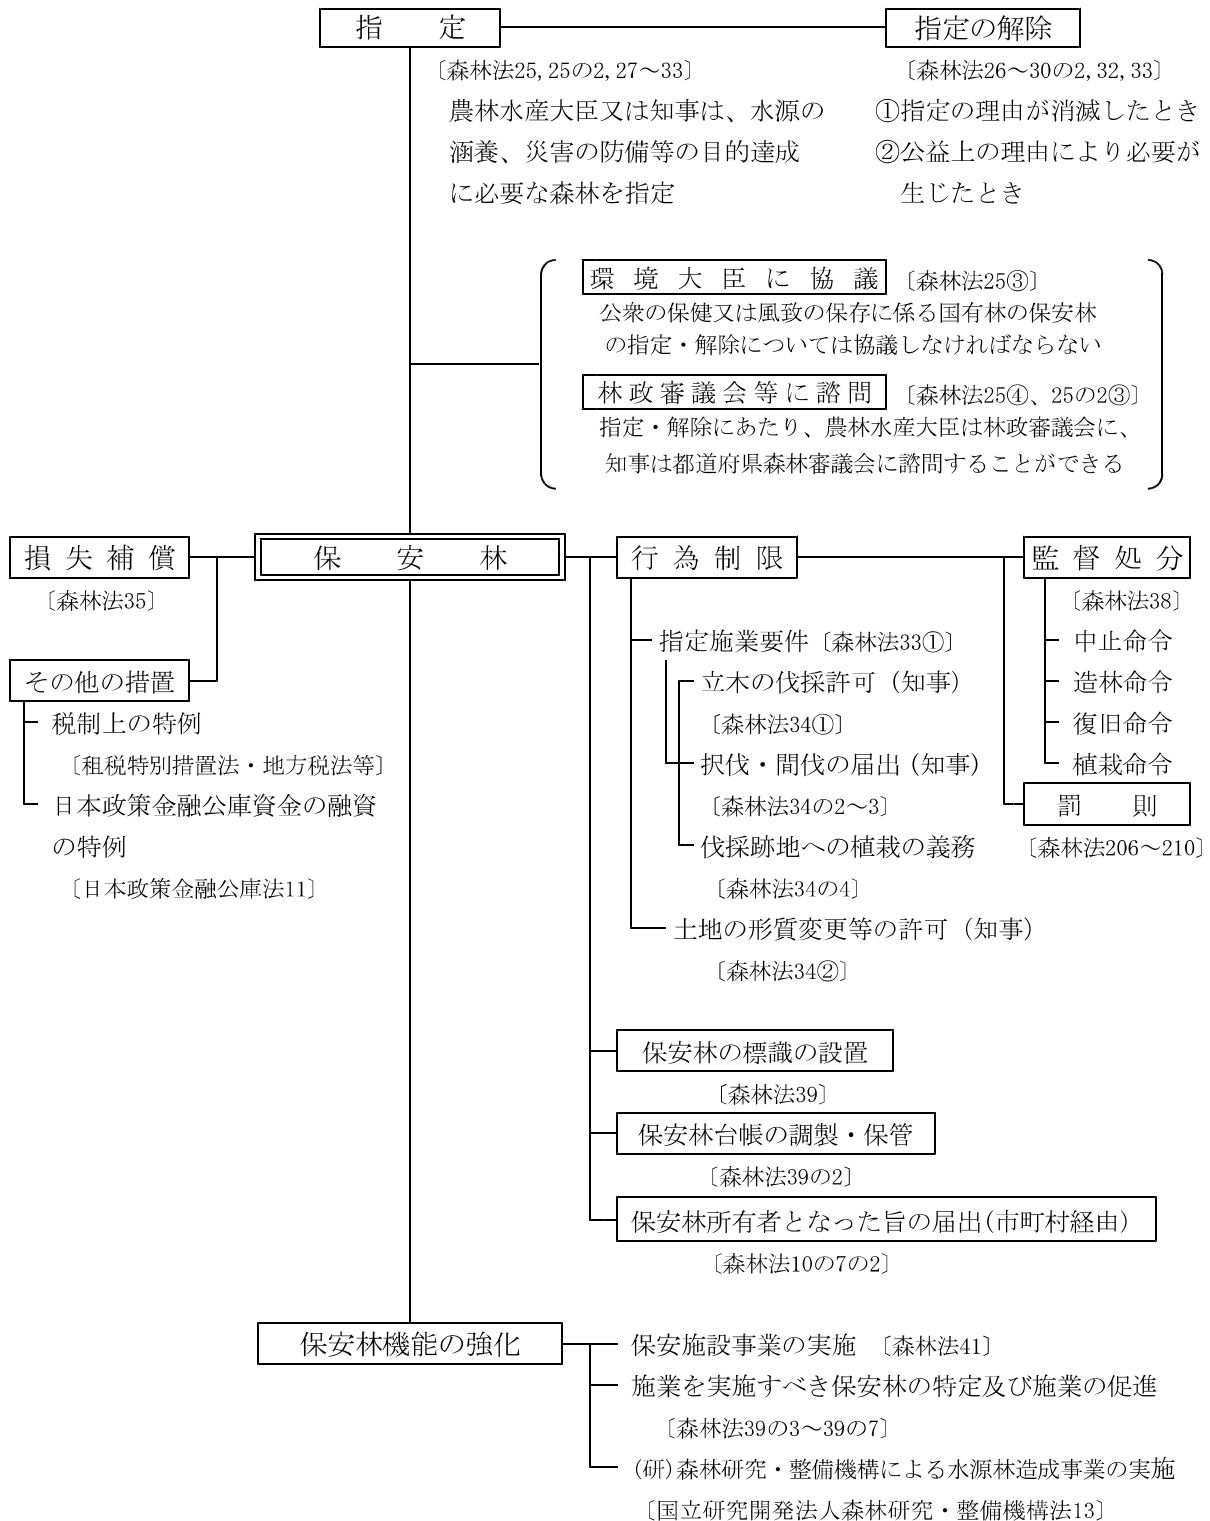 指定
指定の解除
〔森林法25,25の2,27～33〕
農林水産大臣又は知事は、水源の
涵養、災害の防備等の目的達成
に必要な森林を指定
〔森林法26～30の2,32,33〕
①指定の理由が消滅したとき
②公益上の理由により必要が
生じたとき
環境大臣に協議 〔森林法25③〕
公衆の保健又は風致の保存に係る国有林の保安林
の指定・解除については協議しなければならない
林政審議会等に諮問 〔森林法25④、25の2③〕
指定・解除にあたり、農林水産大臣は林政審議会に、
知事は都道府県森林審議会に諮問することができる
損失補償
〔森林法35〕
その他の措置
税制上の特例
〔租税特別措置法・地方税法等〕
日本政策金融公庫資金の融資
の特例
〔日本政策金融公庫法11〕
保安林
行為制限
指定施業要件〔森林法33①〕
立木の伐採許可（知事）
〔森林法34①〕
択伐・間伐の届出（知事）
〔森林法34の2～3〕
伐採跡地への植栽の義務
〔森林法34の4〕
土地の形質変更等の許可（知事）
〔森林法34②〕
監督処分
〔森林法38〕
中止命令
造林命令
復旧命令
植栽命令
罰則
〔森林法206～210〕
保安林の標識の設置
〔森林法39〕
保安林台帳の調製・保管
〔森林法39の2〕
保安林所有者となった旨の届出(市町村経由）
〔森林法10の7の2〕
保安林機能の強化
保安施設事業の実施 〔森林法41〕
施業を実施すべき保安林の特定及び施業の促進
〔森林法39の3～39の7〕
(研)森林研究・整備機構による水源林造成事業の実施
〔国立研究開発法人森林研究・整備機構法13〕